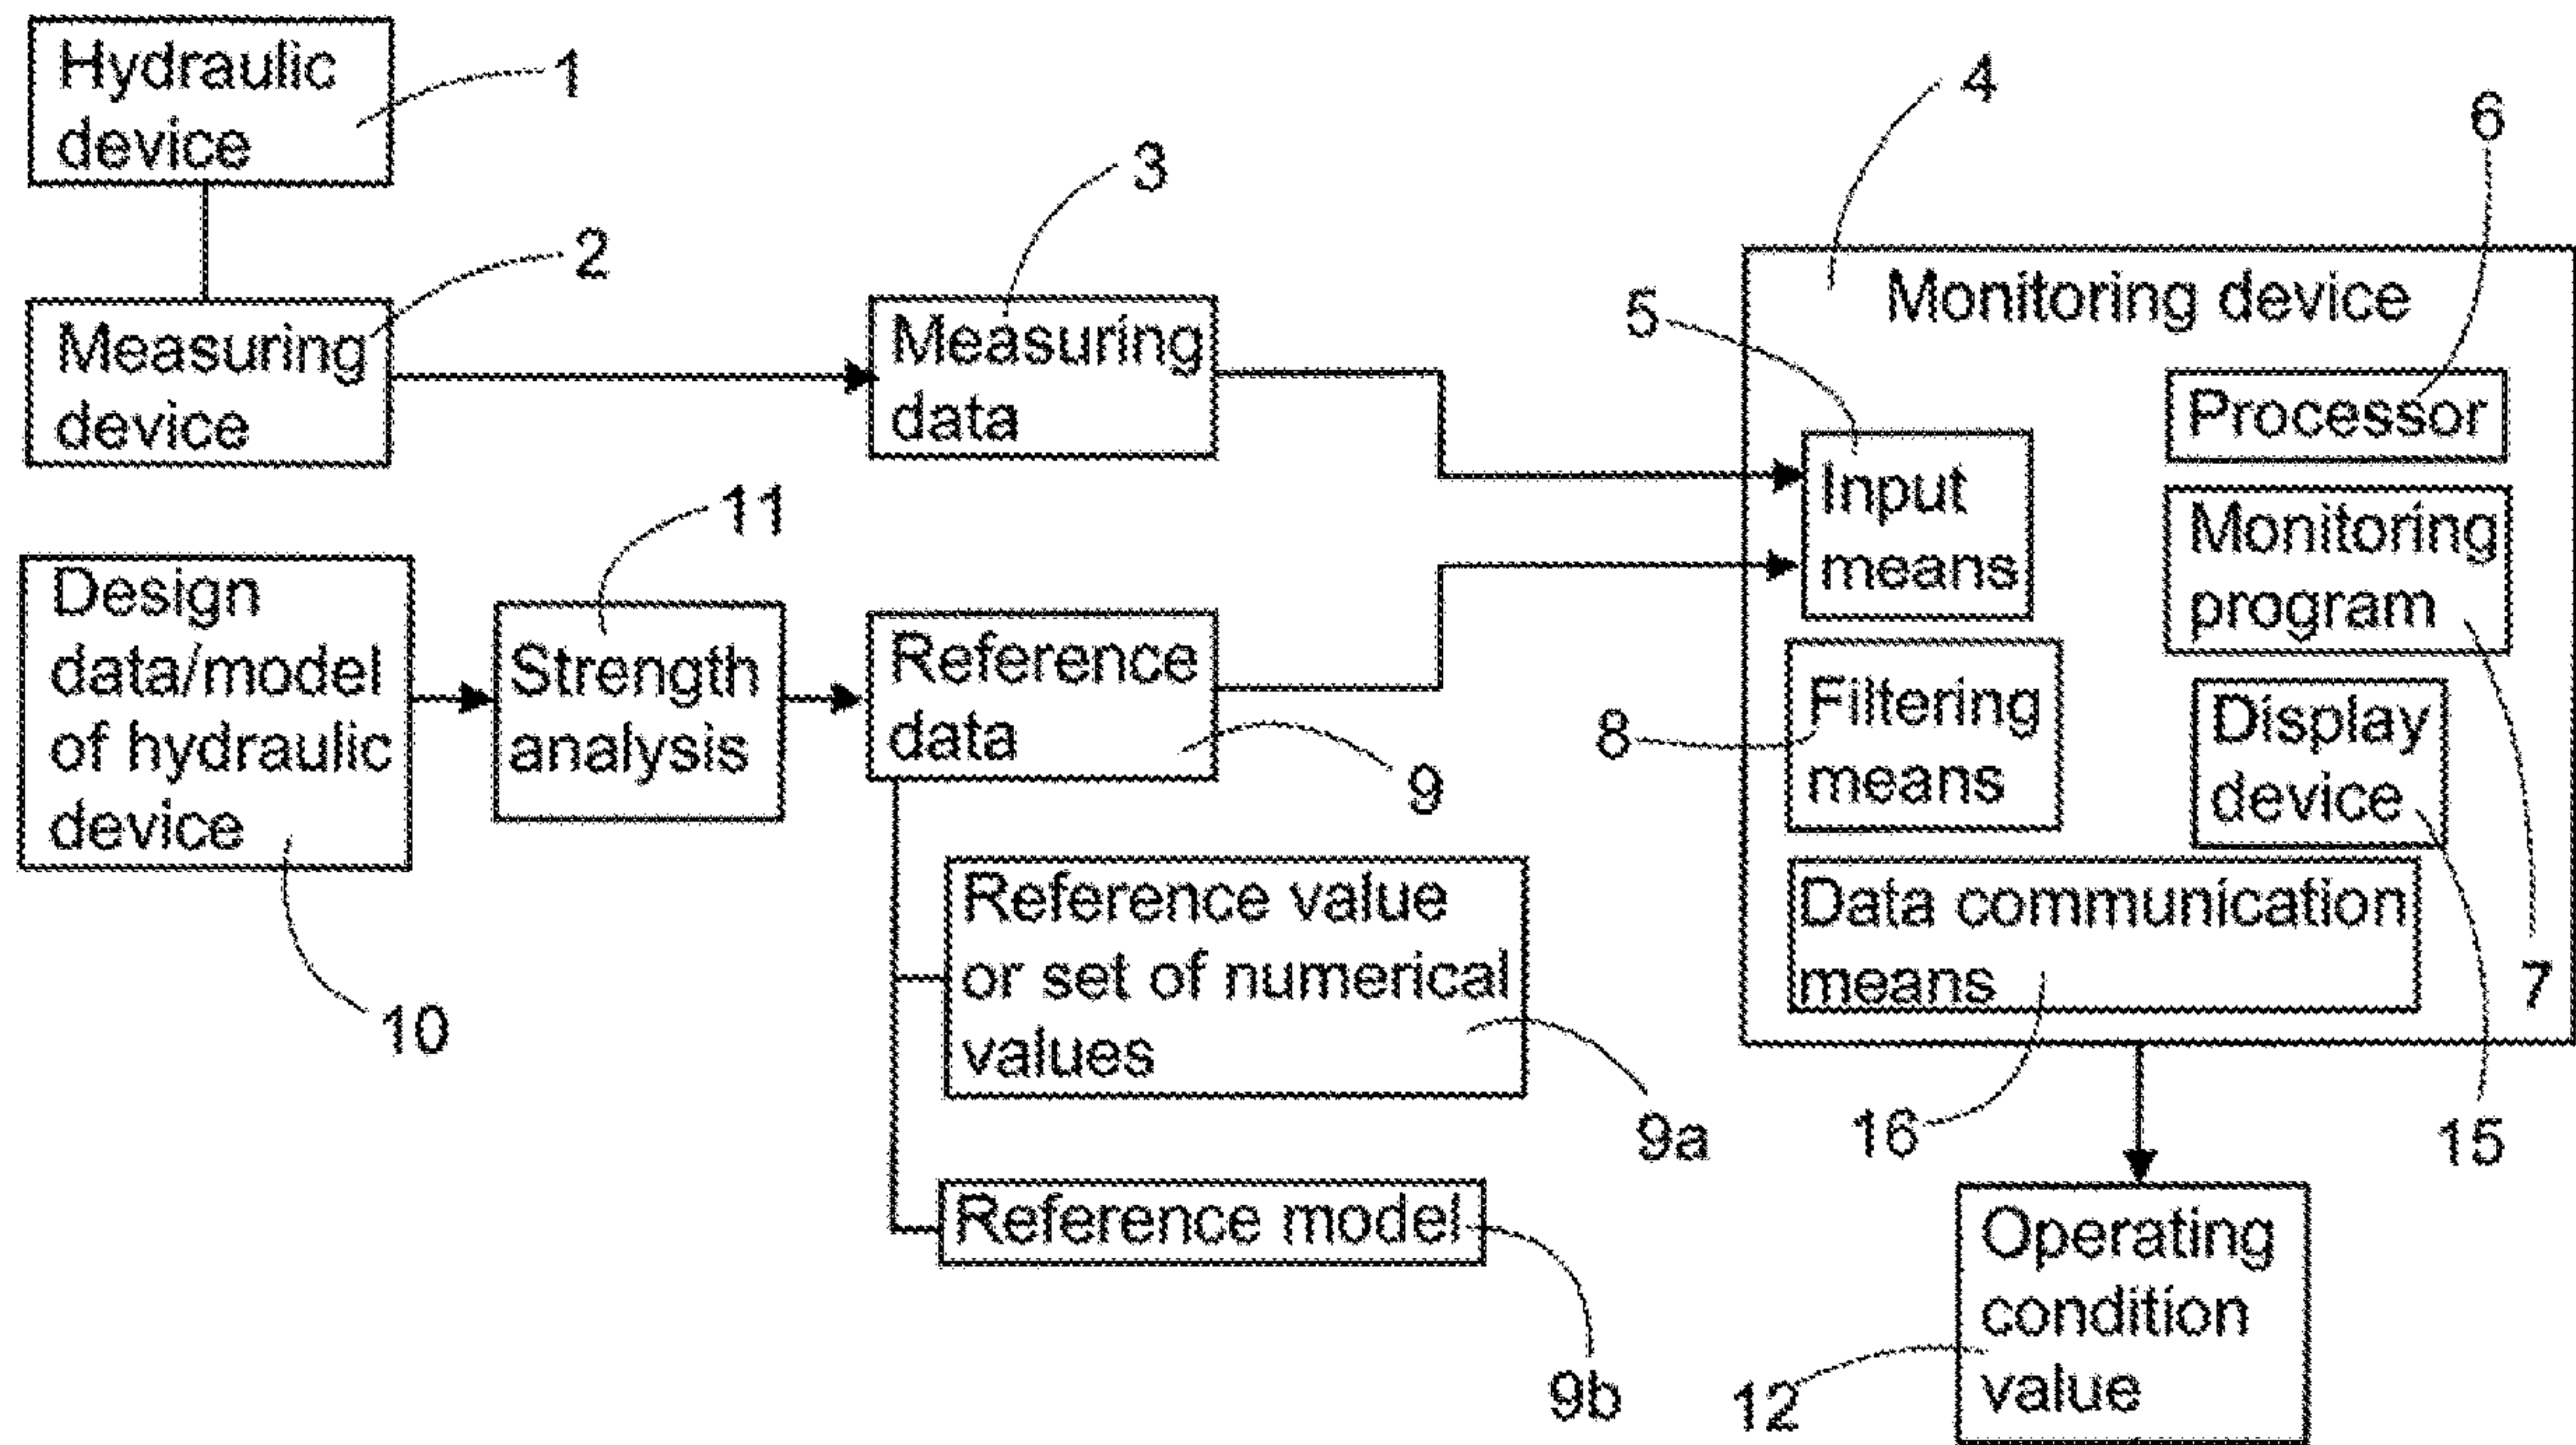 Hydraulic
device
1
Measuring
device
2
Measuring
data
3
Design
data/model
of hydraulic
device
10
Strength
analysis
11
Reference
data
9
Reference value
or set of numerical
values
9a
Reference model
9b
Monitoring device
4
Input
means
5
Processor
6
Monitoring
program
7
Filtering
means
8
Display
device
15
Data communication
means
16
Operating
condition
value
12